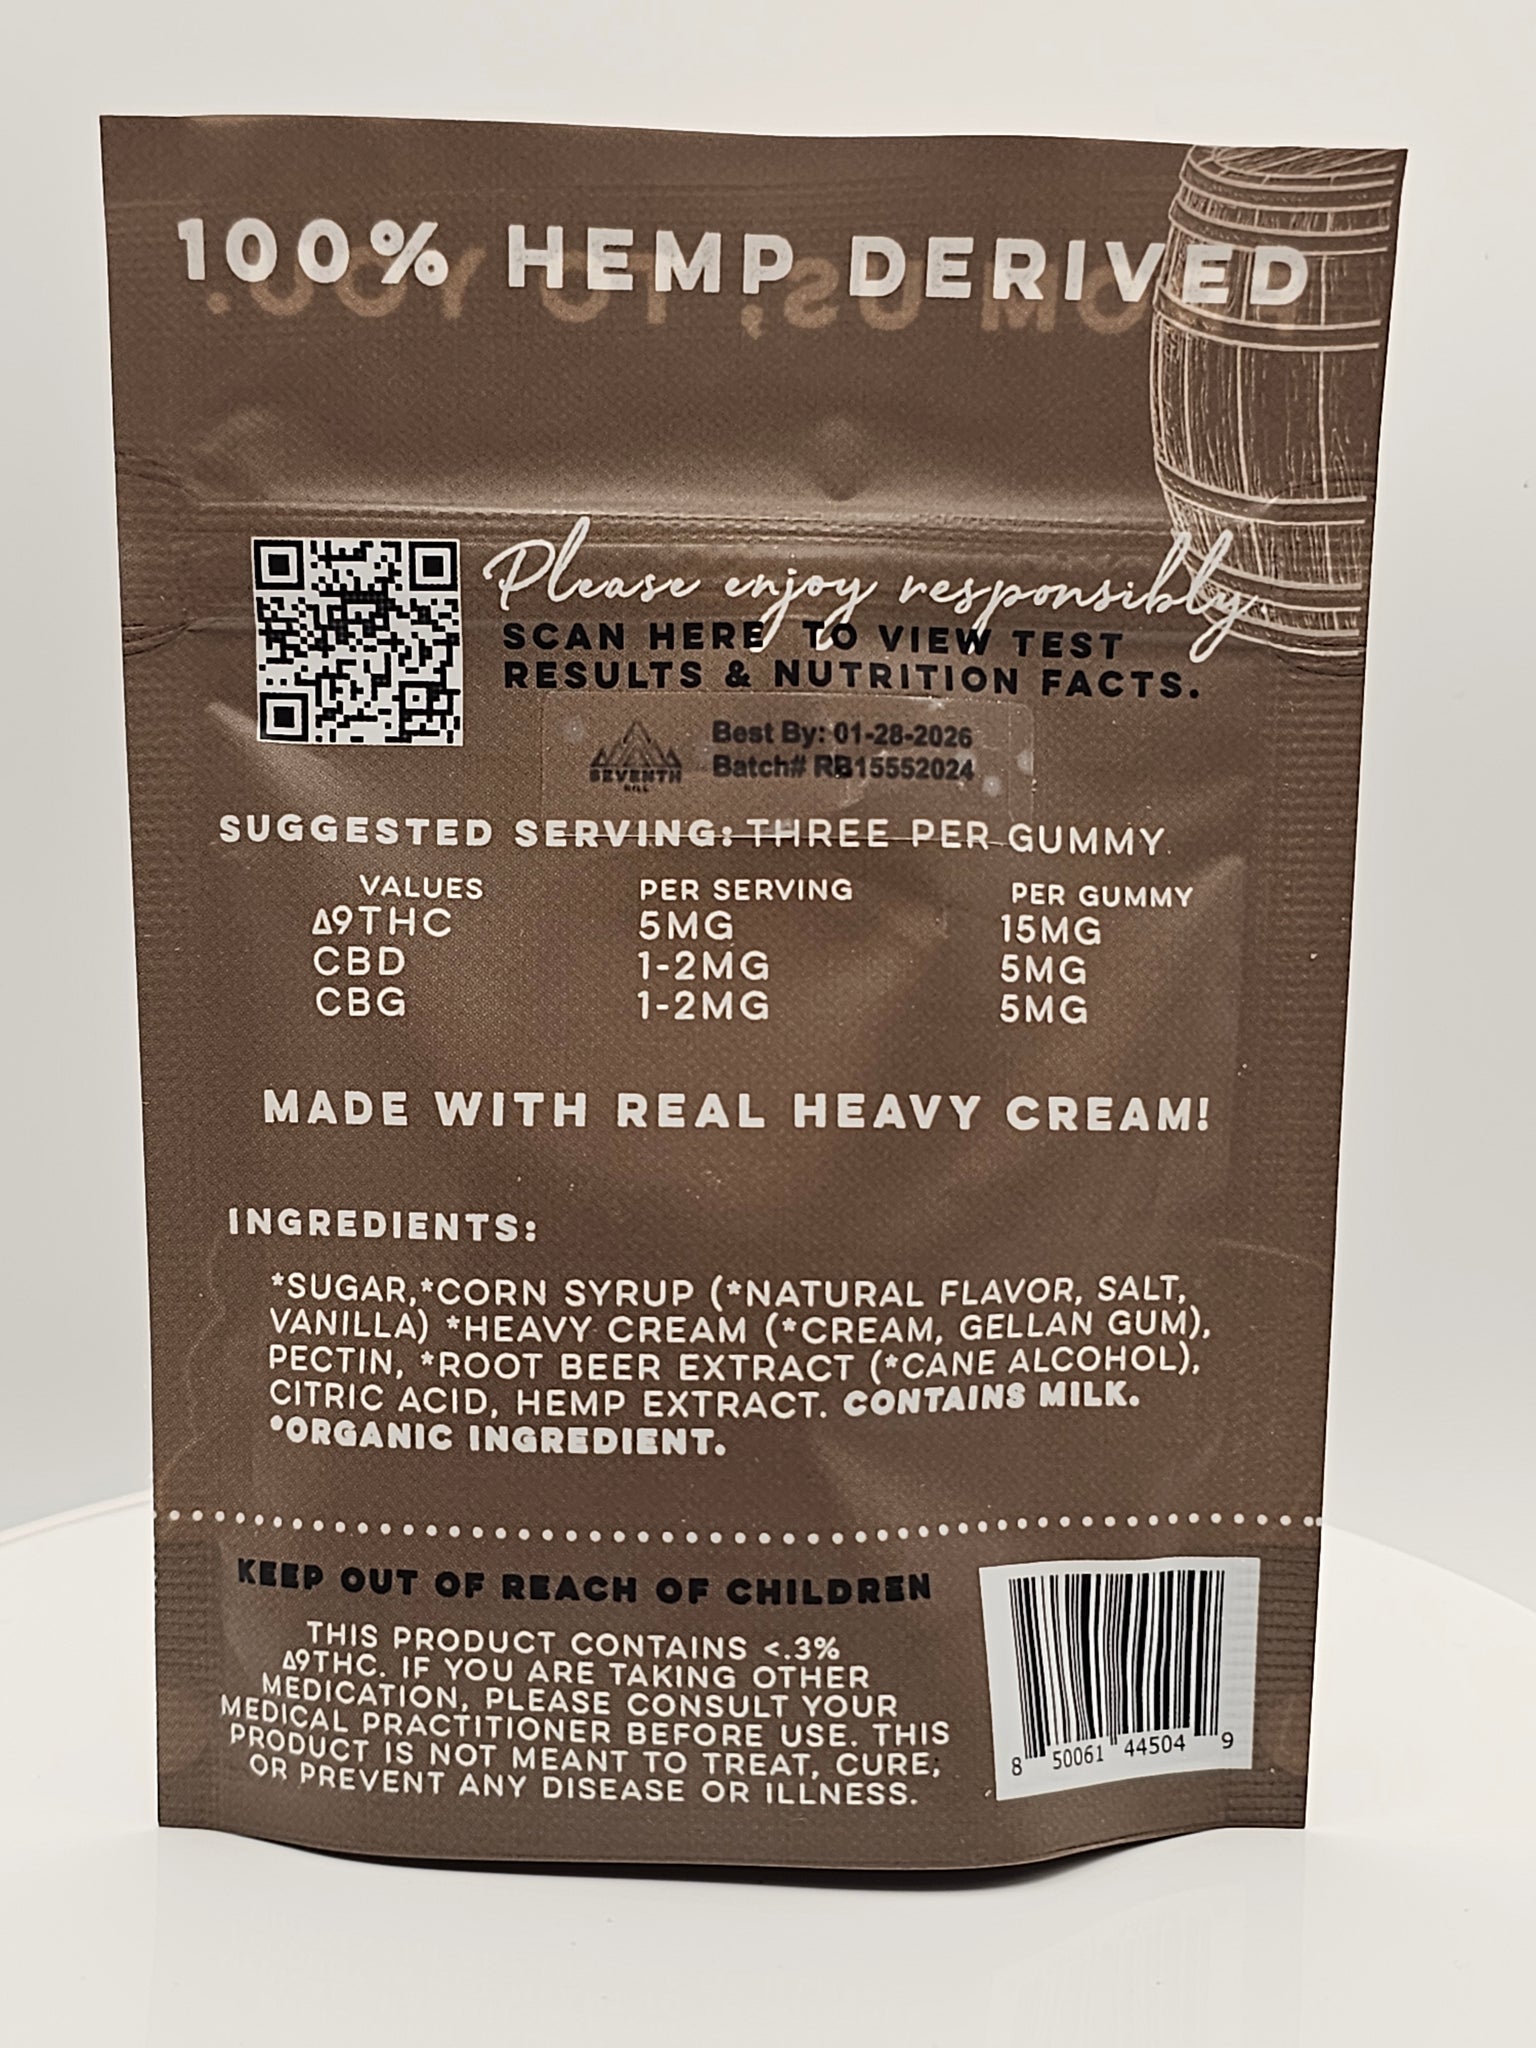 100% HEMP DERIVED
OM US, TO YOU.
Please enjoy responsibly
SCAN HERE TO VIEW TEST
RESULTS & NUTRITION FACTS.
SEVENTH
HILL
Best By: 01-28-2026
Batch# RB15552024
SUGGESTED SERVING: THREE PER GUMMY.
VALUES PER SERVING PER GUMMY
Δ9THC 5MG 15MG
CBD 1-2MG 5MG
CBG 1-2MG 5MG
MADE WITH REAL HEAVY CREAM!
INGREDIENTS:
*SUGAR,*CORN SYRUP (*NATURAL FLAVOR, SALT,
VANILLA) *HEAVY CREAM (*CREAM, GELLAN GUM),
PECTIN, *ROOT BEER EXTRACT (*CANE ALCOHOL),
CITRIC ACID, HEMP EXTRACT. CONTAINS MILK.
*ORGANIC INGREDIENT.
KEEP OUT OF REACH OF CHILDREN
THIS PRODUCT CONTAINS <.3%
Δ9THC. IF YOU ARE TAKING OTHER
MEDICATION, PLEASE CONSULT YOUR
MEDICAL PRACTITIONER BEFORE USE. THIS
PRODUCT IS NOT MEANT TO TREAT, CURE,
OR PREVENT ANY DISEASE OR ILLNESS.
8 50061 44504 9